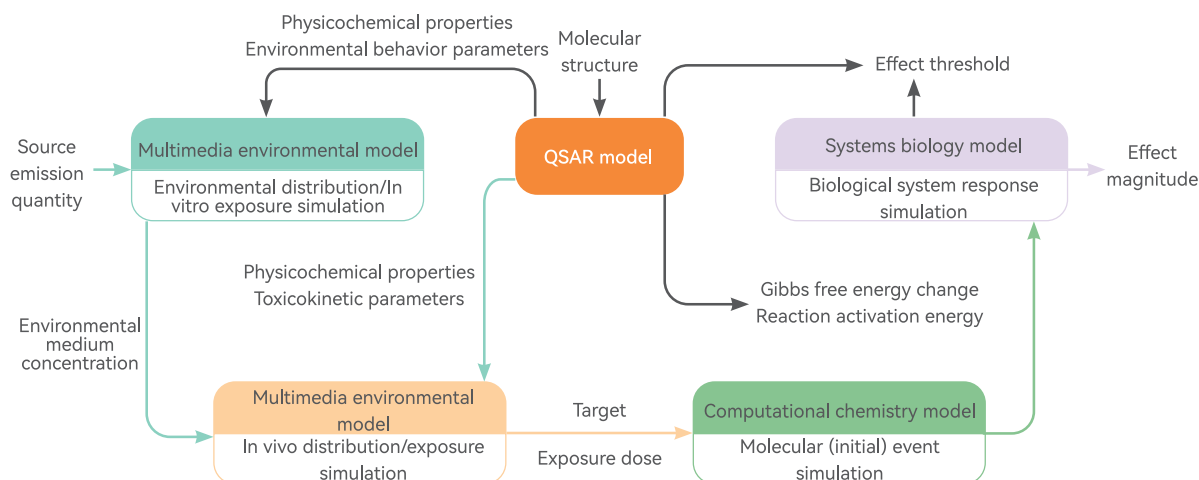 Physicochemical properties
Environmental behavior parameters
Molecular
structure
Effect threshold
Source
emission
quantity
Multimedia environmental model
Environmental distribution/In
vitro exposure simulation
QSAR model
Systems biology model
Biological system response
simulation
Effect
magnitude
Physicochemical properties
Toxicokinetic parameters
Gibbs free energy change
Reaction activation energy
Environmental
medium
concentration
Multimedia environmental
model
In vivo distribution/exposure
simulation
Target
Exposure dose
Computational chemistry model
Molecular (initial) event
simulation